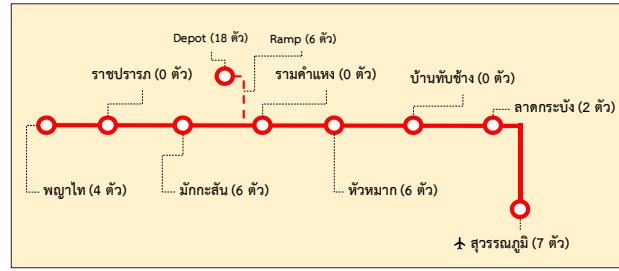 Depot (18 ตัว)
Ramp (6 ตัว)
ราชปรารภ (0 ตัว)
รามคำแหง (0 ตัว)
บ้านทับช้าง (0 ตัว)
ลาดกระบัง (2 ตัว)
พญาไท (4 ตัว)
มักกะสัน (6 ตัว)
หัวหมาก (6 ตัว)
สุวรรณภูมิ (7 ตัว)